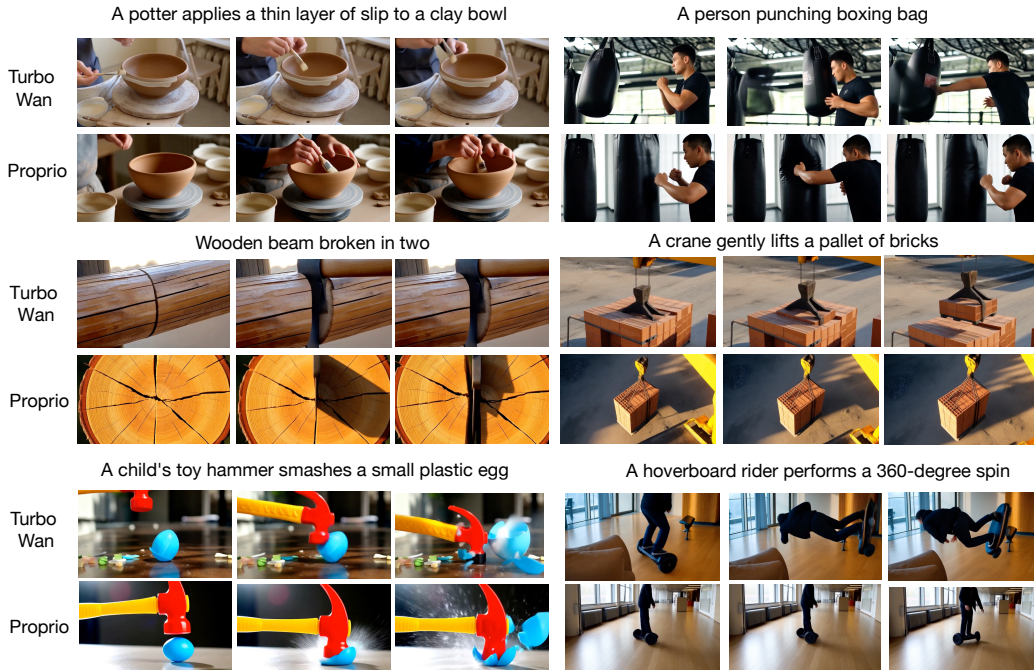 A potter applies a thin layer of slip to a clay bowl
Turbo
Wan
Proprio
A person punching boxing bag
Wooden beam broken in two
Turbo
Wan
Proprio
A crane gently lifts a pallet of bricks
A child's toy hammer smashes a small plastic egg
Turbo
Wan
Proprio
A hoverboard rider performs a 360-degree spin